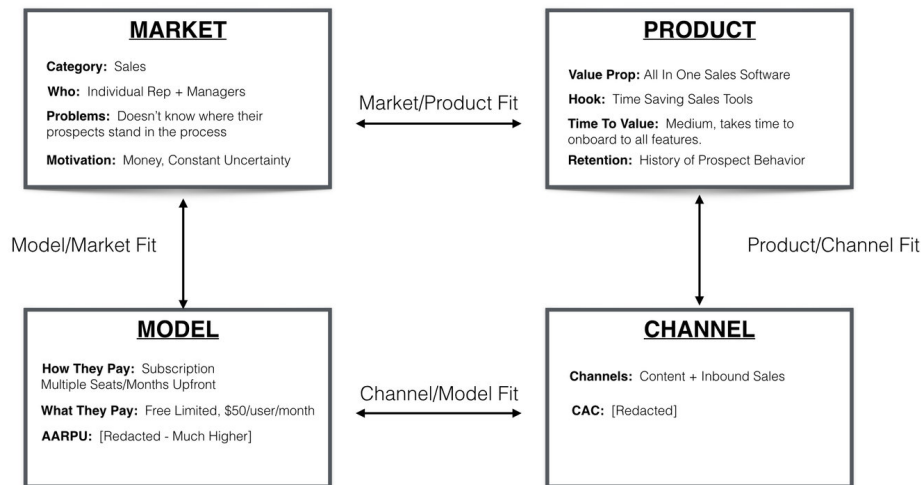 MARKET
Category: Sales
Who: Individual Rep + Managers
Problems: Doesn't know where their
prospects stand in the process
Motivation: Money, Constant Uncertainty
Market/Product Fit
PRODUCT
Value Prop: All In One Sales Software
Hook: Time Saving Sales Tools
Time To Value: Medium, takes time to
onboard to all features.
Retention: History of Prospect Behavior
Model/Market Fit
Product/Channel Fit
MODEL
How They Pay: Subscription
Multiple Seats/Months Upfront
What They Pay: Free Limited, $50/user/month
AARPU: [Redacted - Much Higher]
Channel/Model Fit
CHANNEL
Channels: Content + Inbound Sales
CAC: [Redacted]